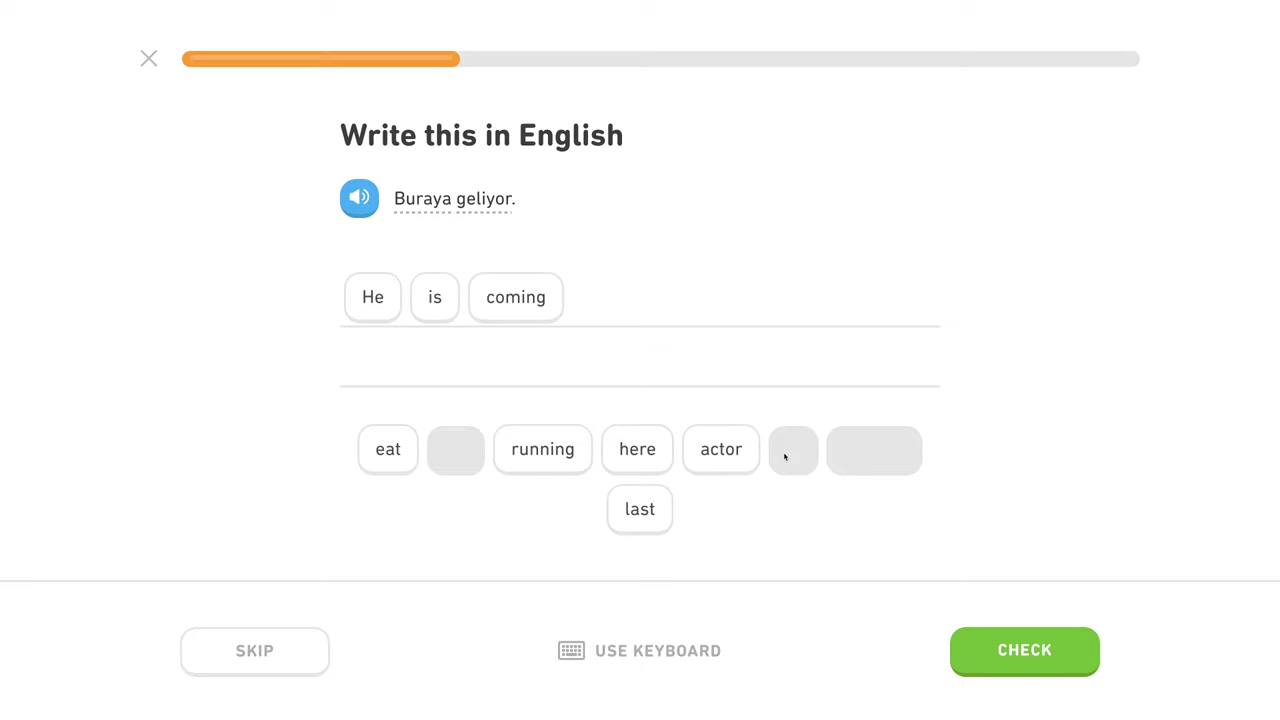 Write this in English
Buraya geliyor.
He is coming
eat running here actor
last
SKIP USE KEYBOARD CHECK